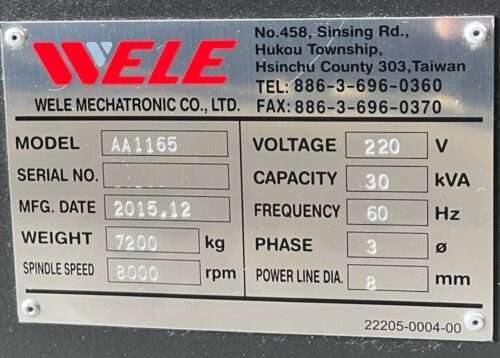 WELE
WELE MECHATRONIC CO., LTD.
No.458, Sinsing Rd.,
Hukou Township,
Hsinchu County 303,Taiwan
TEL: 886-3-696-0360
FAX: 886-3-696-0370
MODEL AA1165
SERIAL NO.
MFG. DATE 2015.12
WEIGHT 7200 kg
SPINDLE SPEED 8000 rpm
VOLTAGE 220 V
CAPACITY 30 kVA
FREQUENCY 60 Hz
PHASE 3 ø
POWER LINE DIA. 8 mm
22205-0004-00